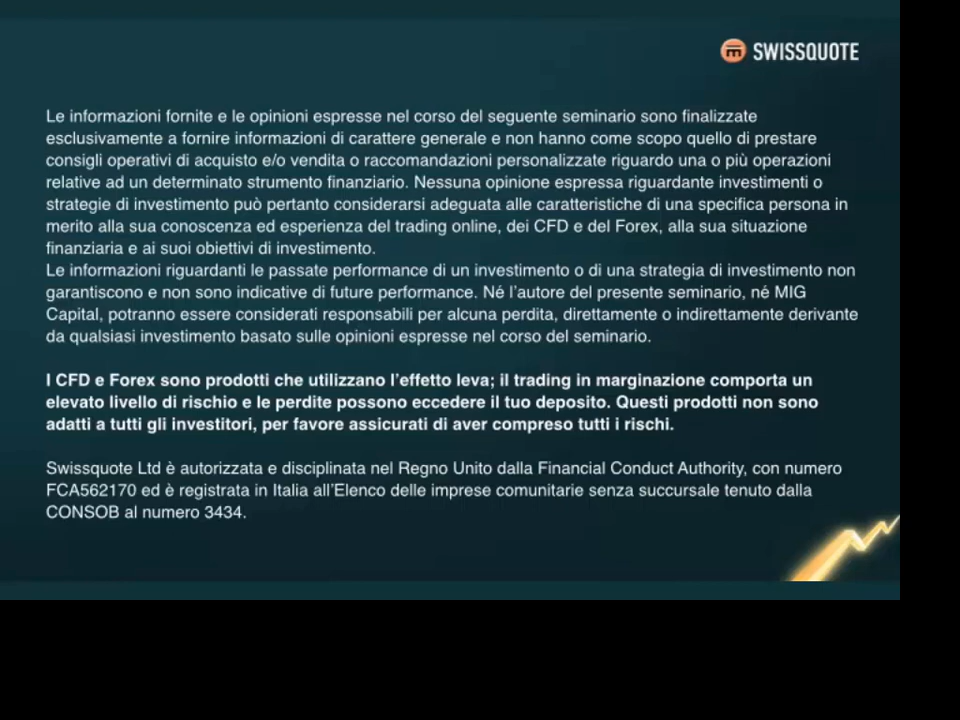 SWISSQUOTE
Le informazioni fornite e le opinioni espresse nel corso del seguente seminario sono finalizzate
esclusivamente a fornire informazioni di carattere generale e non hanno come scopo quello di prestare
consigli operativi di acquisto e/o vendita o raccomandazioni personalizzate riguardo una o più operazioni
relative ad un determinato strumento finanziario. Nessuna opinione espressa riguardante investimenti o
strategie di investimento può pertanto considerarsi adeguata alle caratteristiche di una specifica persona in
merito alla sua conoscenza ed esperienza del trading online, dei CFD e del Forex, alla sua situazione
finanziaria e ai suoi obiettivi di investimento.
Le informazioni riguardanti le passate performance di un investimento o di una strategia di investimento non
garantiscono e non sono indicative di future performance. Né l'autore del presente seminario, né MIG
Capital, potranno essere considerati responsabili per alcuna perdita, direttamente o indirettamente derivante
da qualsiasi investimento basato sulle opinioni espresse nel corso del seminario.
I CFD e Forex sono prodotti che utilizzano l'effetto leva; il trading in marginazione comporta un
elevato livello di rischio e le perdite possono eccedere il tuo deposito. Questi prodotti non sono
adatti a tutti gli investitori, per favore assicurati di aver compreso tutti i rischi.
Swissquote Ltd è autorizzata e disciplinata nel Regno Unito dalla Financial Conduct Authority, con numero
FCA562170 ed è registrata in Italia all'Elenco delle imprese comunitarie senza succursale tenuto dalla
CONSOB al numero 3434.